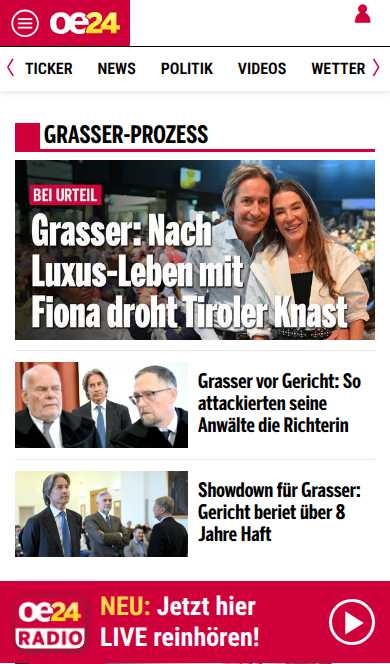 oe24
TICKER NEWS POLITIK VIDEOS WETTER
GRASSER-PROZESS
BEI URTEIL
Grasser: Nach
Luxus-Leben mit
Fiona droht Tiroler Knast
Grasser vor Gericht: So
attackierten seine
Anwälte die Richterin
Showdown für Grasser:
Gericht beriet über 8
Jahre Haft
oe24
RADIO
NEU: Jetzt hier
LIVE reinhören!